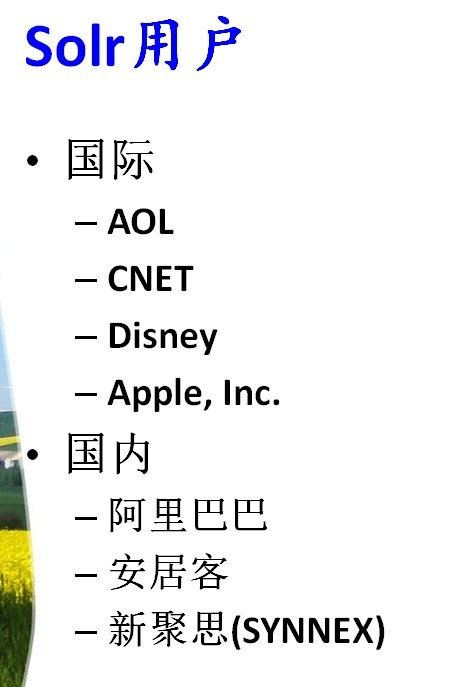 Solr用户
• 国际
– AOL
– CNET
– Disney
– Apple, Inc.
• 国内
– 阿里巴巴
– 安居客
– 新聚思(SYNNEX)